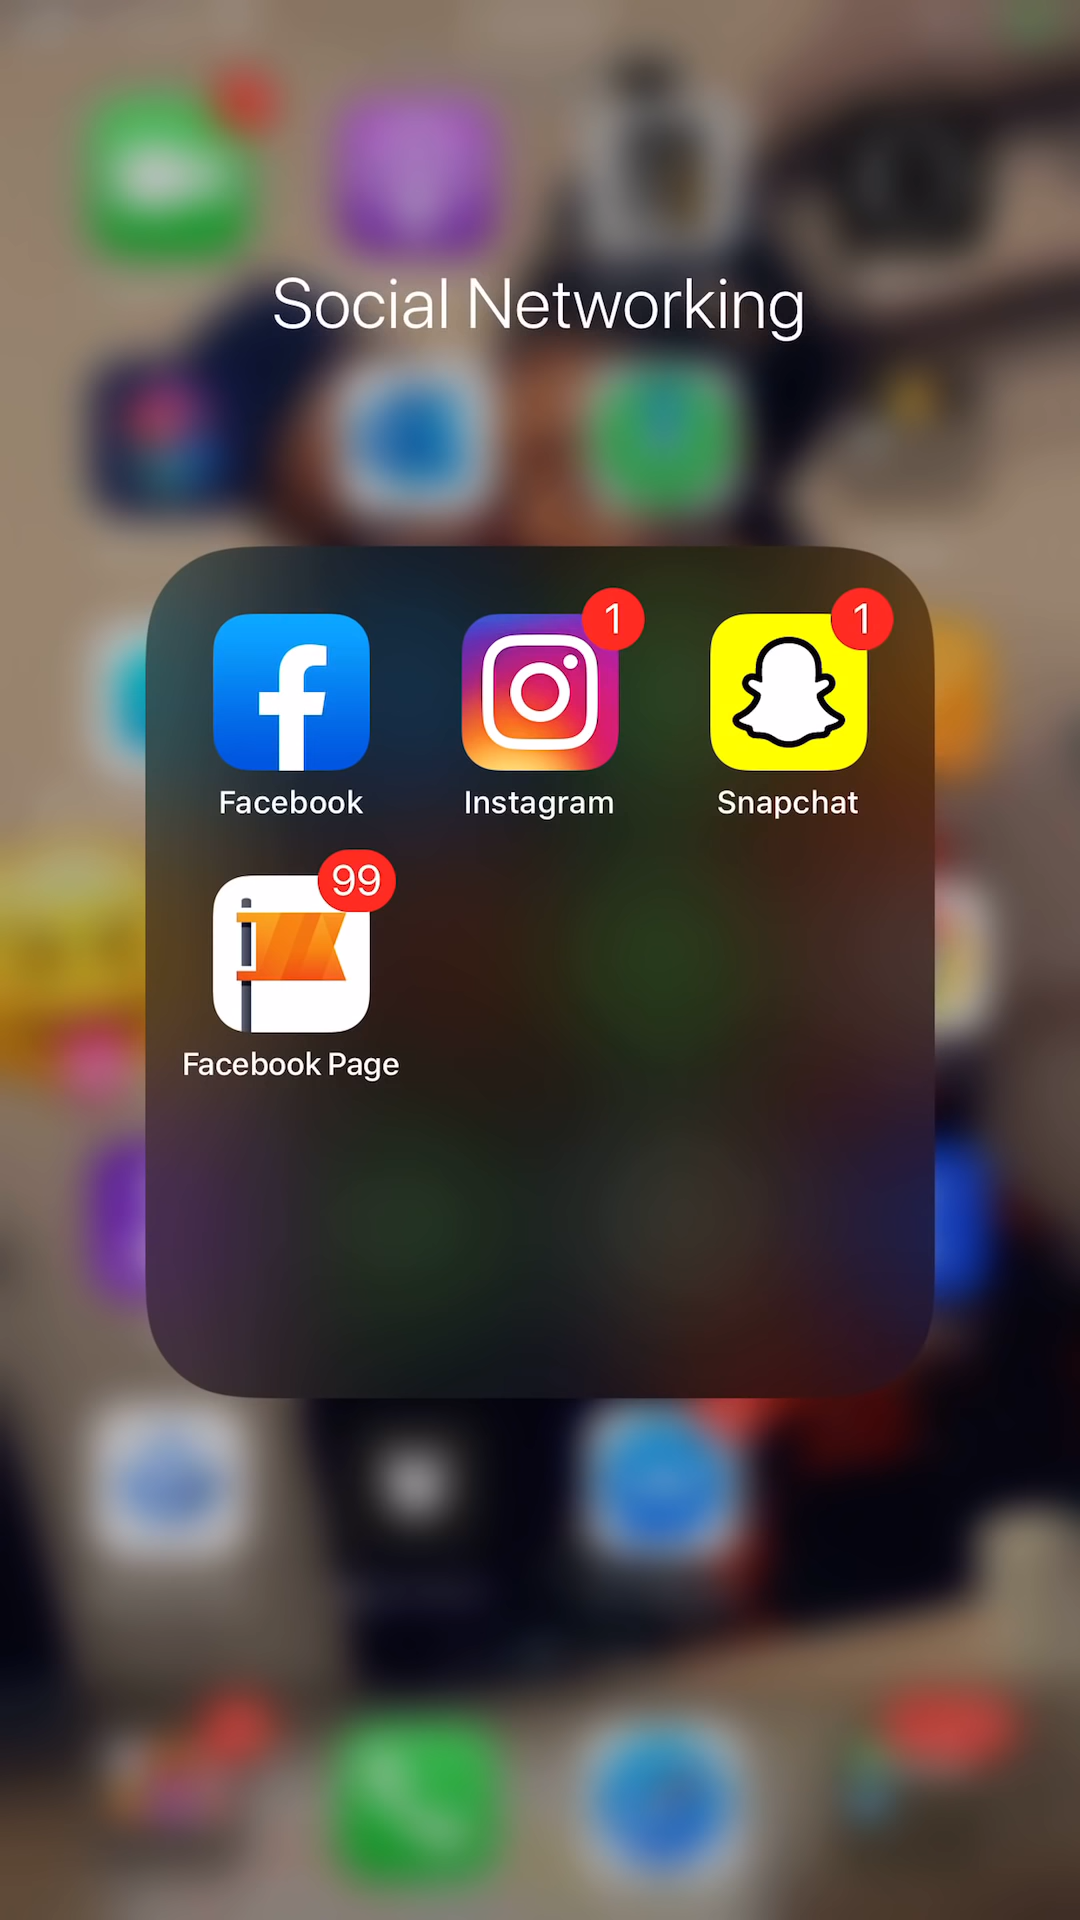 Social Networking
1
1
Facebook
Instagram
Snapchat
99
Facebook Page